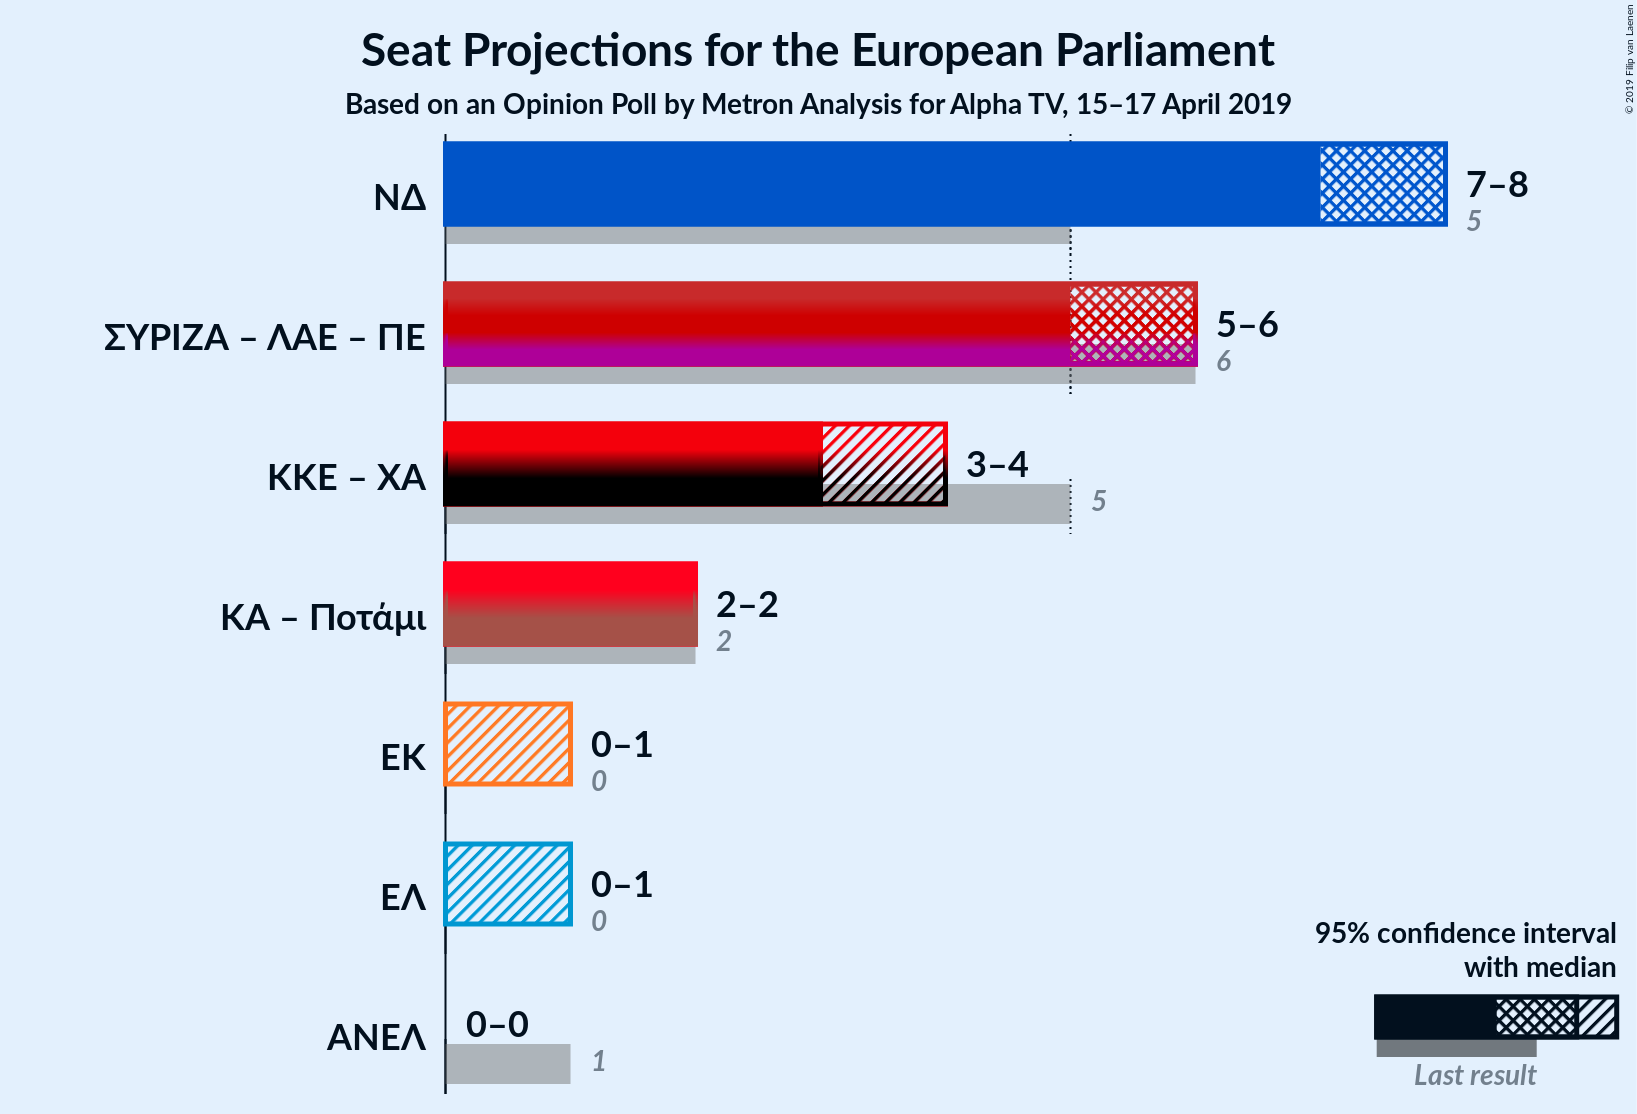 Seat Projections for the European Parliament
Based on an Opinion Poll by Metron Analysis for Alpha TV, 15–17 April 2019
© 2019 Filip van Laenen
ΝΔ
7–8
5
ΣΥΡΙΖΑ – ΛΑΕ – ΠΕ
5–6
6
ΚΚΕ – ΧΑ
3–4
5
ΚΑ – Ποτάμι
2–2
2
ΕΚ
0–1
0
ΕΛ
0–1
0
ΑΝΕΛ
0–0
1
95% confidence interval
with median
Last result